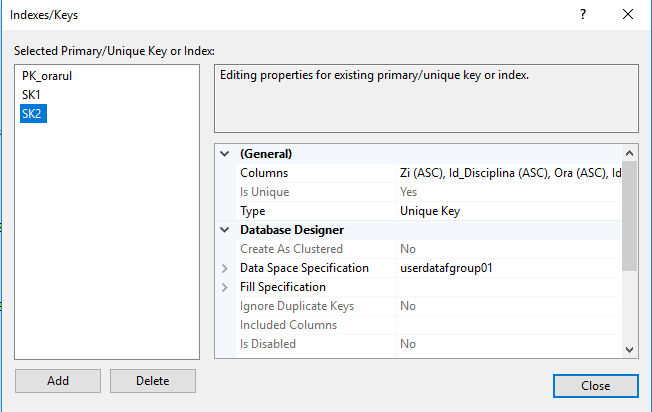 Indexes/Keys
Selected Primary/Unique Key or Index:
PK_orarul
SK1
SK2
Editing properties for existing primary/unique key or index.
(General)
Columns Zi (ASC), Id_Disciplina (ASC), Ora (ASC), Id
Is Unique Yes
Type Unique Key
Database Designer
Create As Clustered No
Data Space Specification userdatafgroup01
Fill Specification
Ignore Duplicate Keys No
Included Columns
Is Disabled No
Add Delete
Close